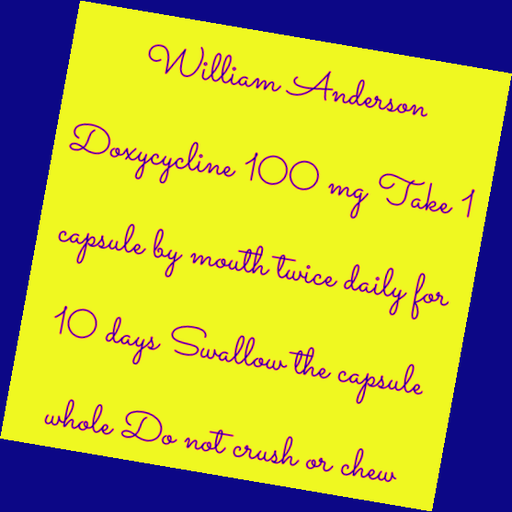 William Anderson
Doxycycline 100 mg Take 1
capsule by mouth twice daily for
10 days Swallow the capsule
whole Do not crush or chew